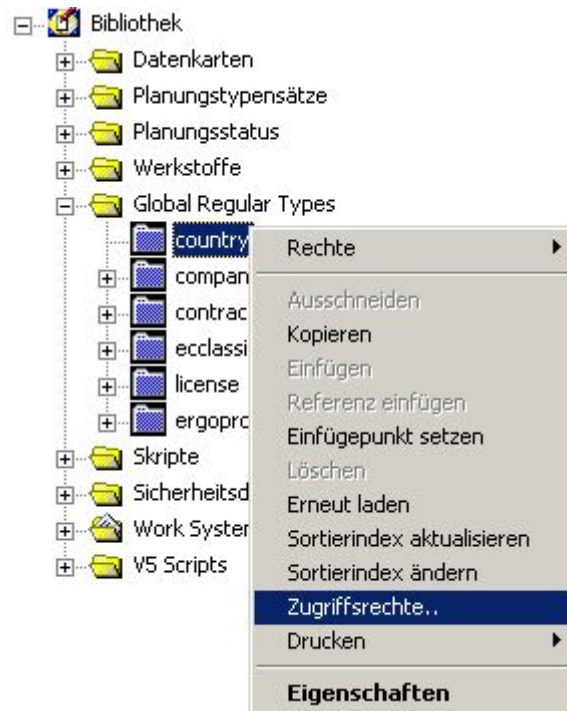 Bibliothek
Datenkarten
Planungstypensätze
Planungsstatus
Werkstoffe
Global Regular Types
country
compan
contrac
ecclassi
license
ergopro
Skripte
Sicherheitsd
Work System
V5 Scripts
Rechte
Ausschneiden
Kopieren
Einfügen
Referenz einfügen
Einfügepunkt setzen
Löschen
Erneut laden
Sortierindex aktualisieren
Sortierindex ändern
Zugriffsrechte..
Drucken
Eigenschaften